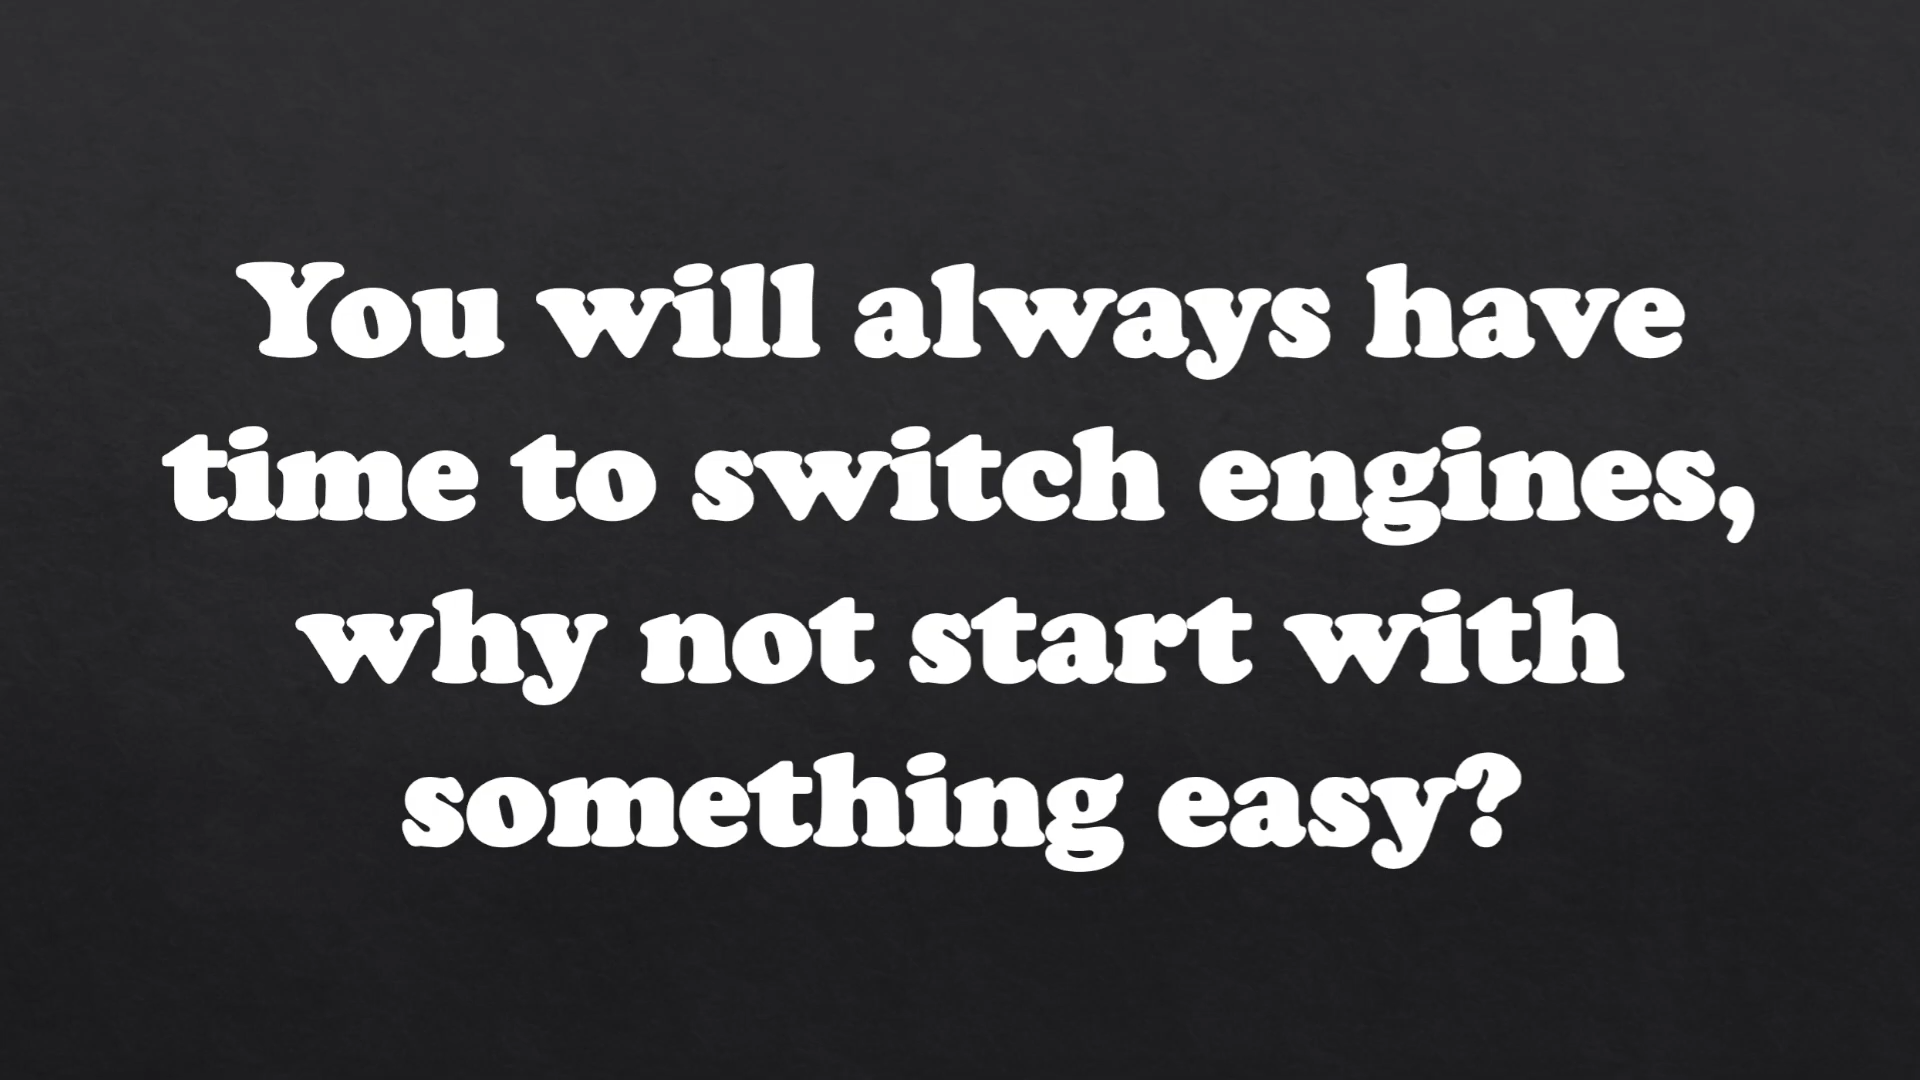 You will always have
time to switch engines,
why not start with
something easy?